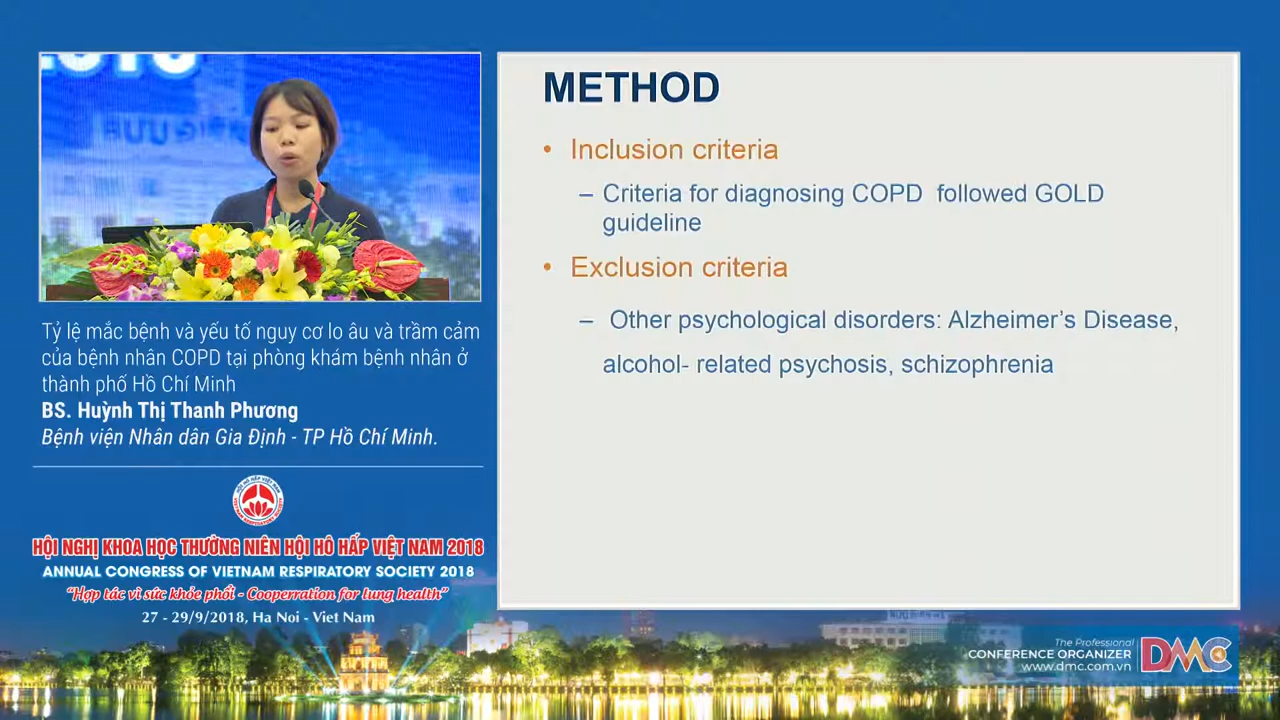 METHOD
• Inclusion criteria
– Criteria for diagnosing COPD followed GOLD
guideline
• Exclusion criteria
– Other psychological disorders: Alzheimer’s Disease,
alcohol- related psychosis, schizophrenia
Tỷ lệ mắc bệnh và yếu tố nguy cơ lo âu và trầm cảm
của bệnh nhân COPD tại phòng khám bệnh nhân ở
thành phố Hồ Chí Minh
BS. Huỳnh Thị Thanh Phương
Bệnh viện Nhân dân Gia Định - TP Hồ Chí Minh.
HỘI NGHỊ KHOA HỌC THƯỜNG NIÊN HỘI HÔ HẤP VIỆT NAM 2018
ANNUAL CONGRESS OF VIETNAM RESPIRATORY SOCIETY 2018
“Hợp tác vì sức khỏe phổi - Cooperration for lung health”
27 - 29/9/2018, Ha Noi - Viet Nam
The Professional
CONFERENCE ORGANIZER
www.dmc.com.vn
DMC